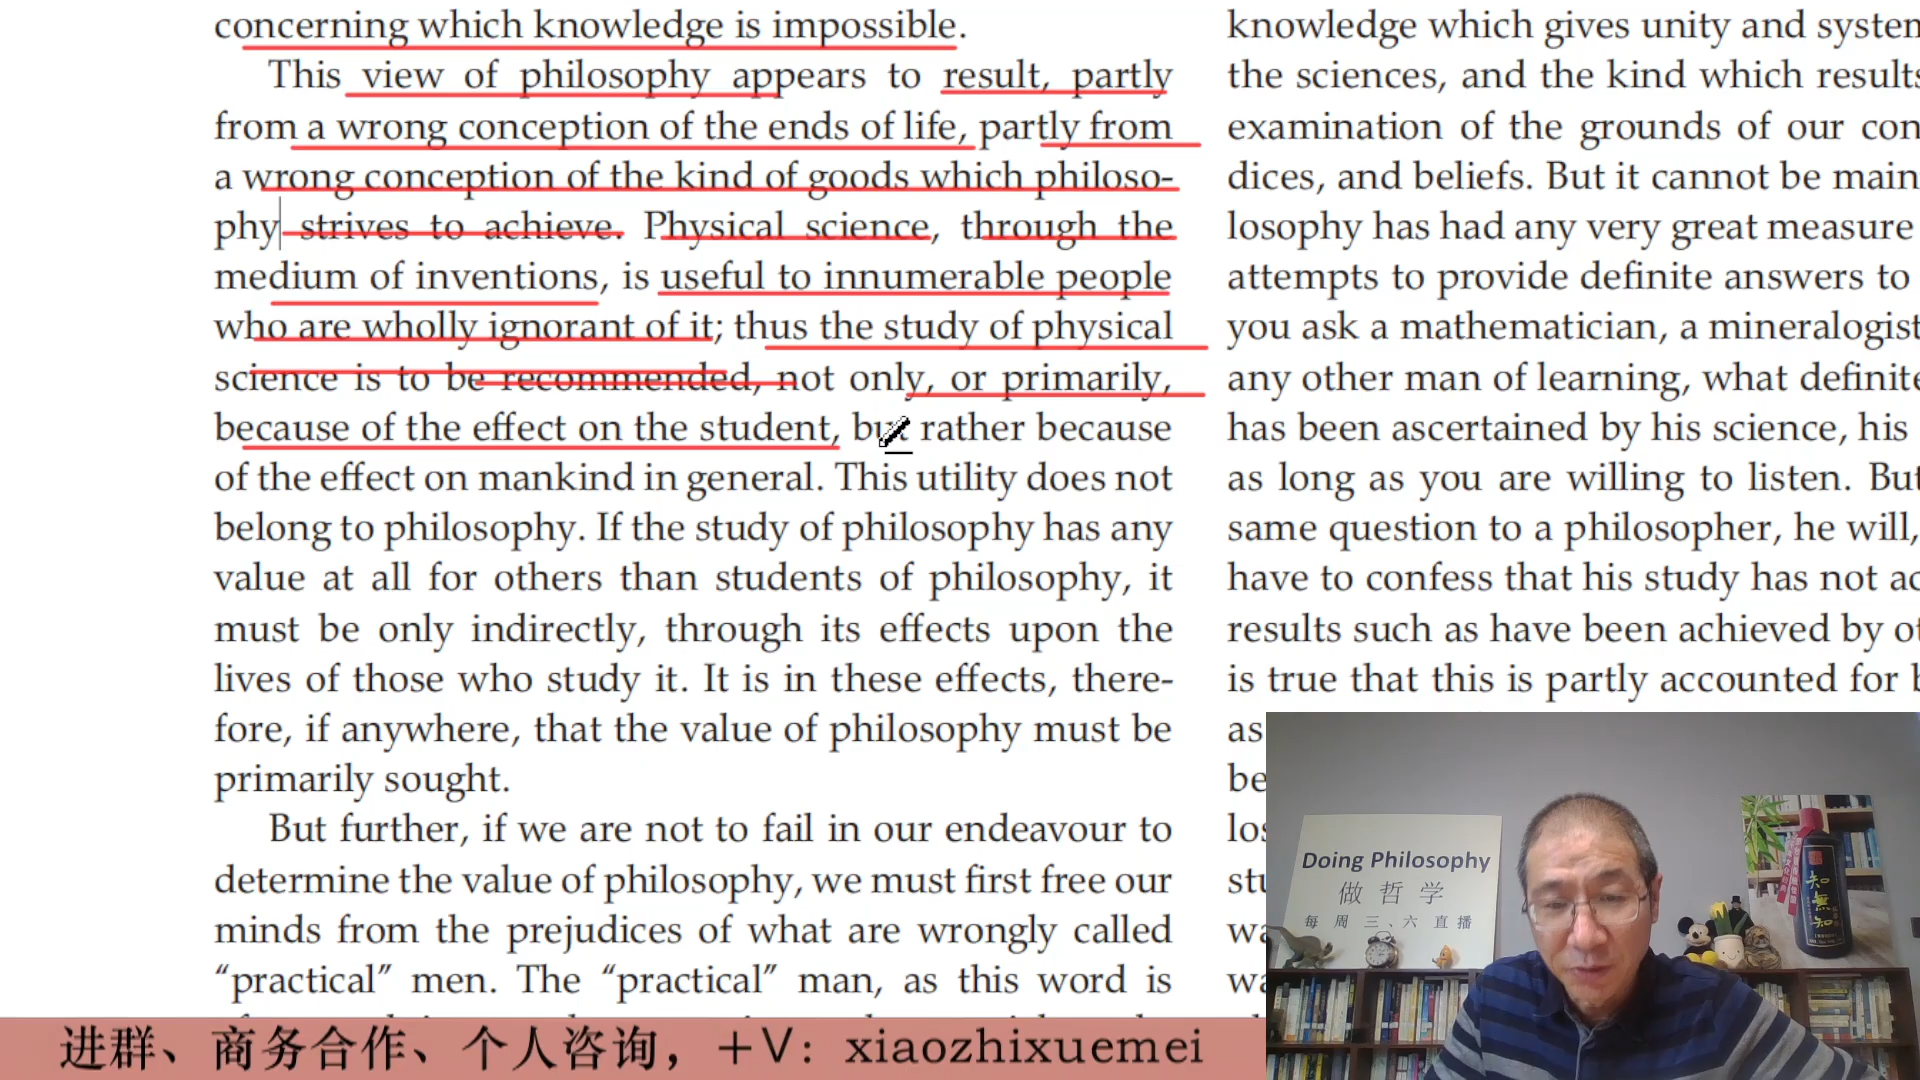 concerning which knowledge is impossible.
This view of philosophy appears to result, partly
from a wrong conception of the ends of life, partly from
a wrong conception of the kind of goods which philoso-
phy strives to achieve. Physical science, through the
medium of inventions, is useful to innumerable people
who are wholly ignorant of it; thus the study of physical
science is to be recommended, not only, or primarily,
because of the effect on the student, but rather because
of the effect on mankind in general. This utility does not
belong to philosophy. If the study of philosophy has any
value at all for others than students of philosophy, it
must be only indirectly, through its effects upon the
lives of those who study it. It is in these effects, there-
fore, if anywhere, that the value of philosophy must be
primarily sought.
But further, if we are not to fail in our endeavour to
determine the value of philosophy, we must first free our
minds from the prejudices of what are wrongly called
“practical” men. The “practical” man, as this word is
knowledge which gives unity and system
the sciences, and the kind which results
examination of the grounds of our con
dices, and beliefs. But it cannot be main
losophy has had any very great measure
attempts to provide definite answers to
you ask a mathematician, a mineralogist
any other man of learning, what definite
has been ascertained by his science, his
as long as you are willing to listen. But
same question to a philosopher, he will,
have to confess that his study has not ac
results such as have been achieved by ot
is true that this is partly accounted for b
as
be
los
stu
wa
wa
Doing Philosophy
做哲学
每周三、六直播
知無知
进群、商务合作、个人咨询，+V：xiaozhixuemei